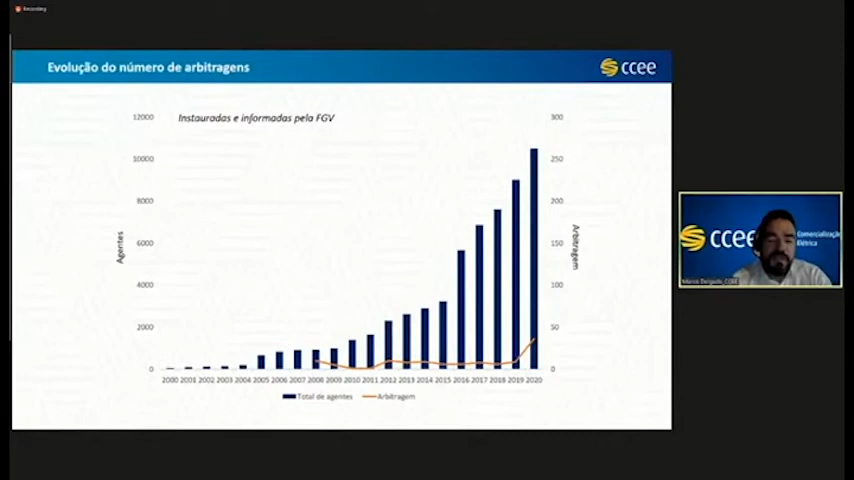 Recording
Evolução do número de arbitragens
ccee
Instauradas e informadas pela FGV
12000
10000
8000
6000
4000
2000
0
Agentes
300
250
200
150
100
50
0
Arbitragem
2000 2001 2002 2003 2004 2005 2006 2007 2008 2009 2010 2011 2012 2013 2014 2015 2016 2017 2018 2019 2020
Total de agentes
Arbitragem
ccee
Comercialização
Elétrica
Marco Delgado_CCEE